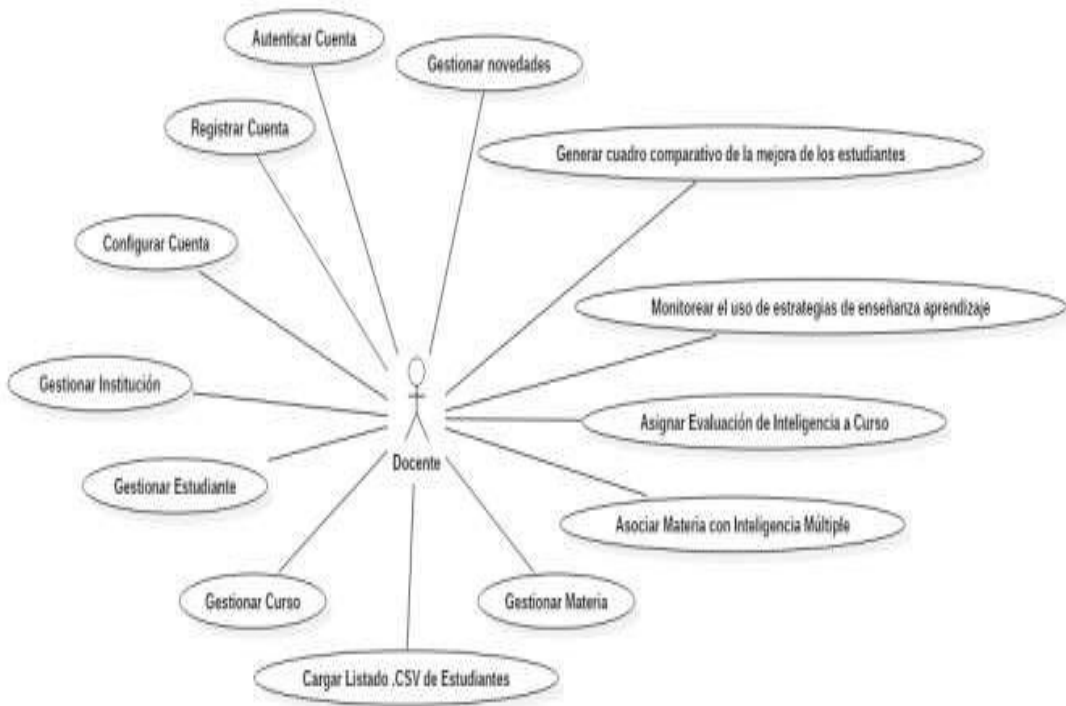 Autenticar Cuenta
Gestionar novedades
Registrar Cuenta
Generar cuadro comparativo de la mejora de los estudiantes
Configurar Cuenta
Monitorear el uso de estrategias de enseñanza aprendizaje
Gestionar Institución
Asignar Evaluación de Inteligencia a Curso
Docente
Gestionar Estudiante
Asociar Materia con Inteligencia Múltiple
Gestionar Curso
Gestionar Materia
Cargar Listado .CSV de Estudiantes